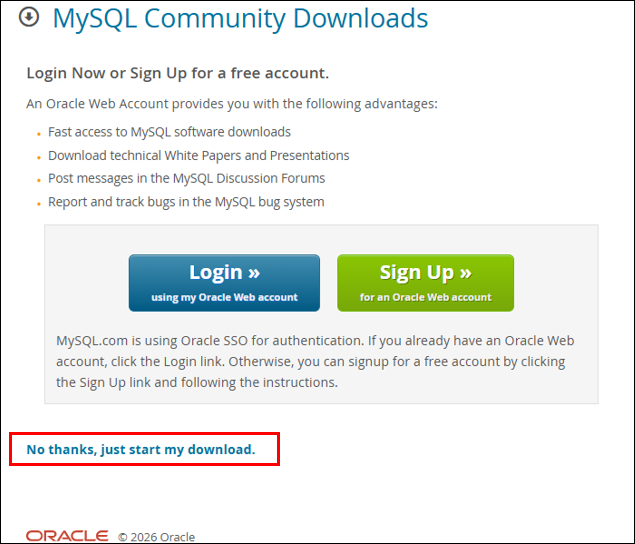 MySQL Community Downloads
Login Now or Sign Up for a free account.
An Oracle Web Account provides you with the following advantages:
Fast access to MySQL software downloads
Download technical White Papers and Presentations
Post messages in the MySQL Discussion Forums
Report and track bugs in the MySQL bug system
Login »
using my Oracle Web account
Sign Up »
for an Oracle Web account
MySQL.com is using Oracle SSO for authentication. If you already have an Oracle Web
account, click the Login link. Otherwise, you can signup for a free account by clicking
the Sign Up link and following the instructions.
No thanks, just start my download.
ORACLE © 2026 Oracle